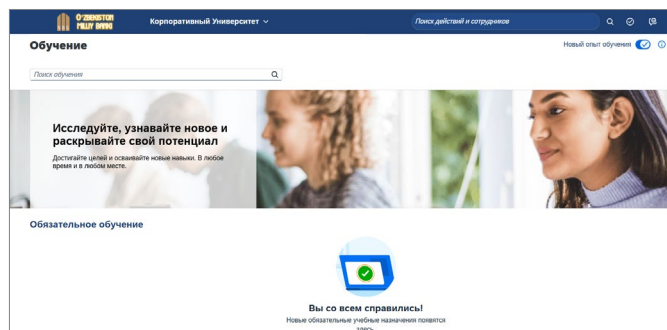 O'ZBEKISTON
MILLIY BANKI
Корпоративный Университет
Поиск действий и сотрудников
Обучение
Новый опыт обучения
Поиск обучения
Исследуйте, узнавайте новое и
раскрывайте свой потенциал
Достигайте целей и осваивайте новые навыки. В любое
время и в любом месте.
Обязательное обучение
Вы со всем справились!
Новые обязательные учебные назначения появятся
здесь.